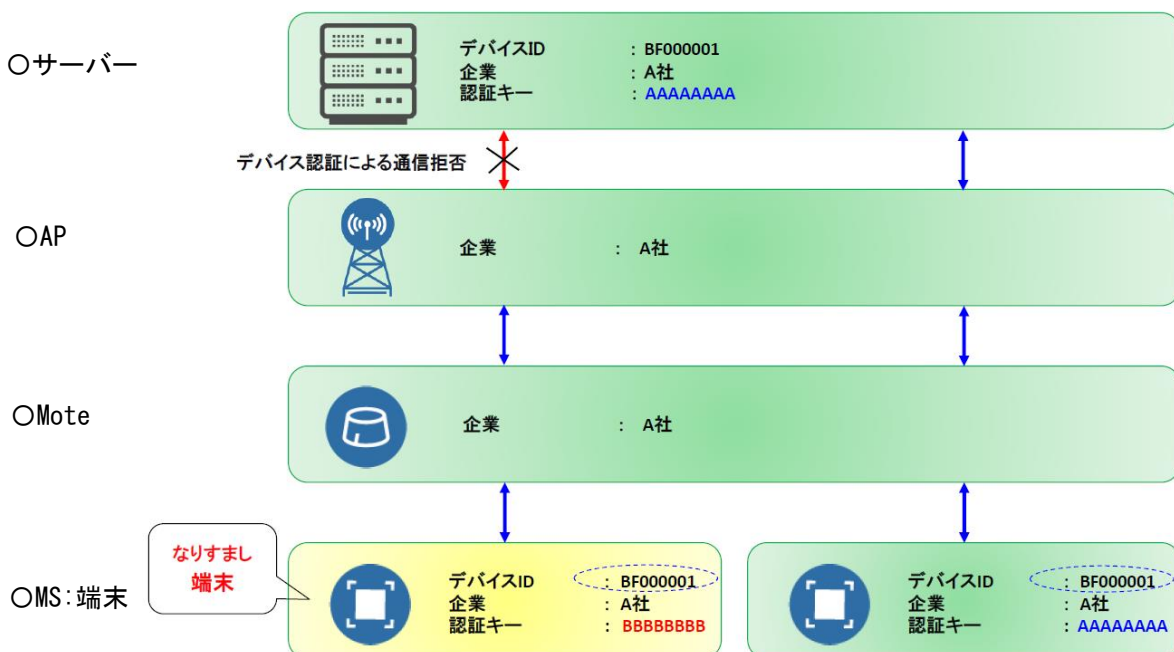 ○サーバー
デバイスID : BF000001
企業 : A社
認証キー : AAAAAAAA
デバイス認証による通信拒否
○AP
企業 : A社
○Mote
企業 : A社
なりすまし
端末
○MS:端末
デバイスID : BF000001
企業 : A社
認証キー : BBBBBBBB
デバイスID : BF000001
企業 : A社
認証キー : AAAAAAAA